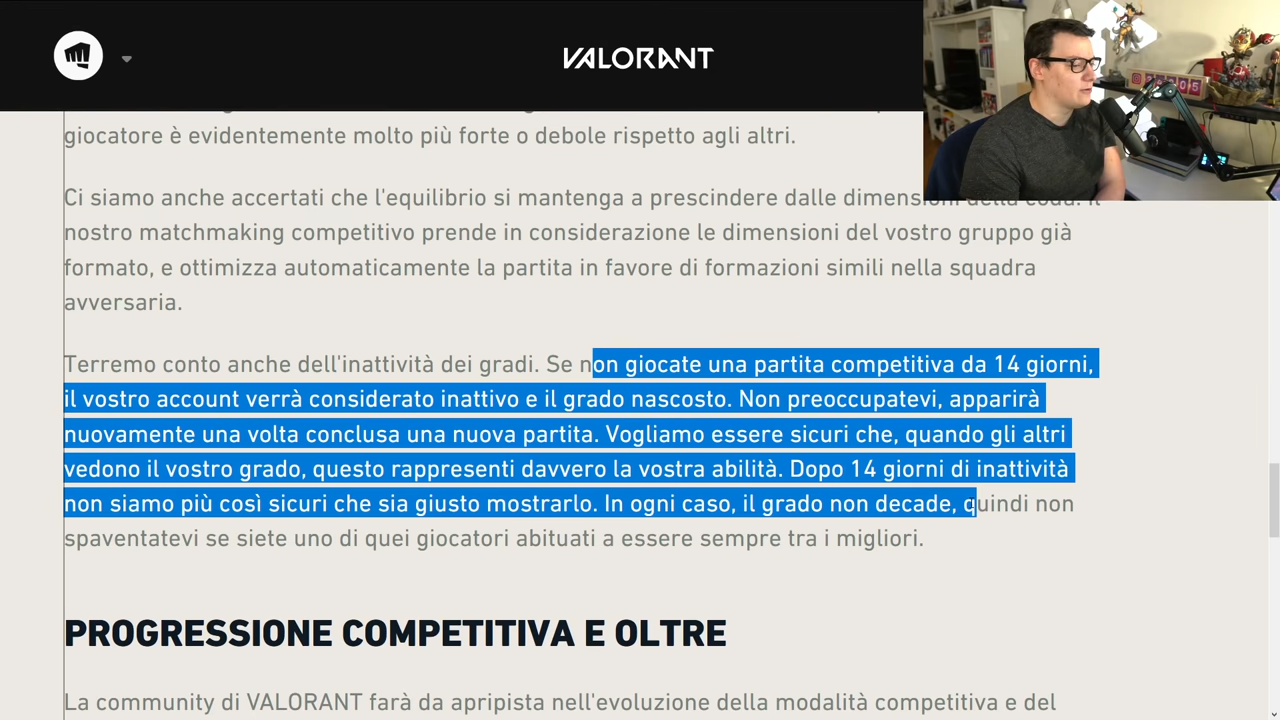 VALORANT
giocatore è evidentemente molto più forte o debole rispetto agli altri.
Ci siamo anche accertati che l'equilibrio si mantenga a prescindere dalle dimensioni della coda. Il
nostro matchmaking competitivo prende in considerazione le dimensioni del vostro gruppo già
formato, e ottimizza automaticamente la partita in favore di formazioni simili nella squadra
avversaria.
Terremo conto anche dell'inattività dei gradi. Se non giocate una partita competitiva da 14 giorni,
il vostro account verrà considerato inattivo e il grado nascosto. Non preoccupatevi, apparirà
nuovamente una volta conclusa una nuova partita. Vogliamo essere sicuri che, quando gli altri
vedono il vostro grado, questo rappresenti davvero la vostra abilità. Dopo 14 giorni di inattività
non siamo più così sicuri che sia giusto mostrarlo. In ogni caso, il grado non decade, quindi non
spaventatevi se siete uno di quei giocatori abituati a essere sempre tra i migliori.
PROGRESSIONE COMPETITIVA E OLTRE
La community di VALORANT farà da apripista nell'evoluzione della modalità competitiva e del